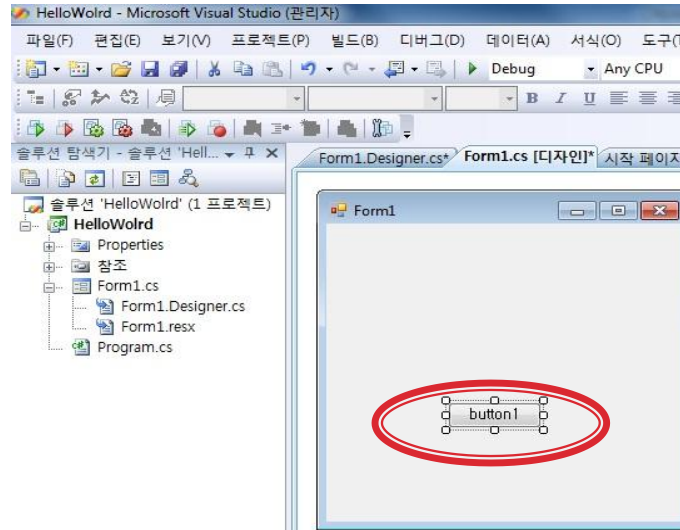 HelloWolrd - Microsoft Visual Studio (관리자)
파일(F) 편집(E) 보기(V) 프로젝트(P) 빌드(B) 디버그(D) 데이터(A) 서식(O) 도구(T
Debug Any CPU
B I U
솔루션 탐색기 - 솔루션 'Hell...
Form1.Designer.cs* Form1.cs [디자인]* 시작 페이지
솔루션 'HelloWolrd' (1 프로젝트)
HelloWolrd
Properties
참조
Form1.cs
Form1.Designer.cs
Form1.resx
Program.cs
Form1
button1